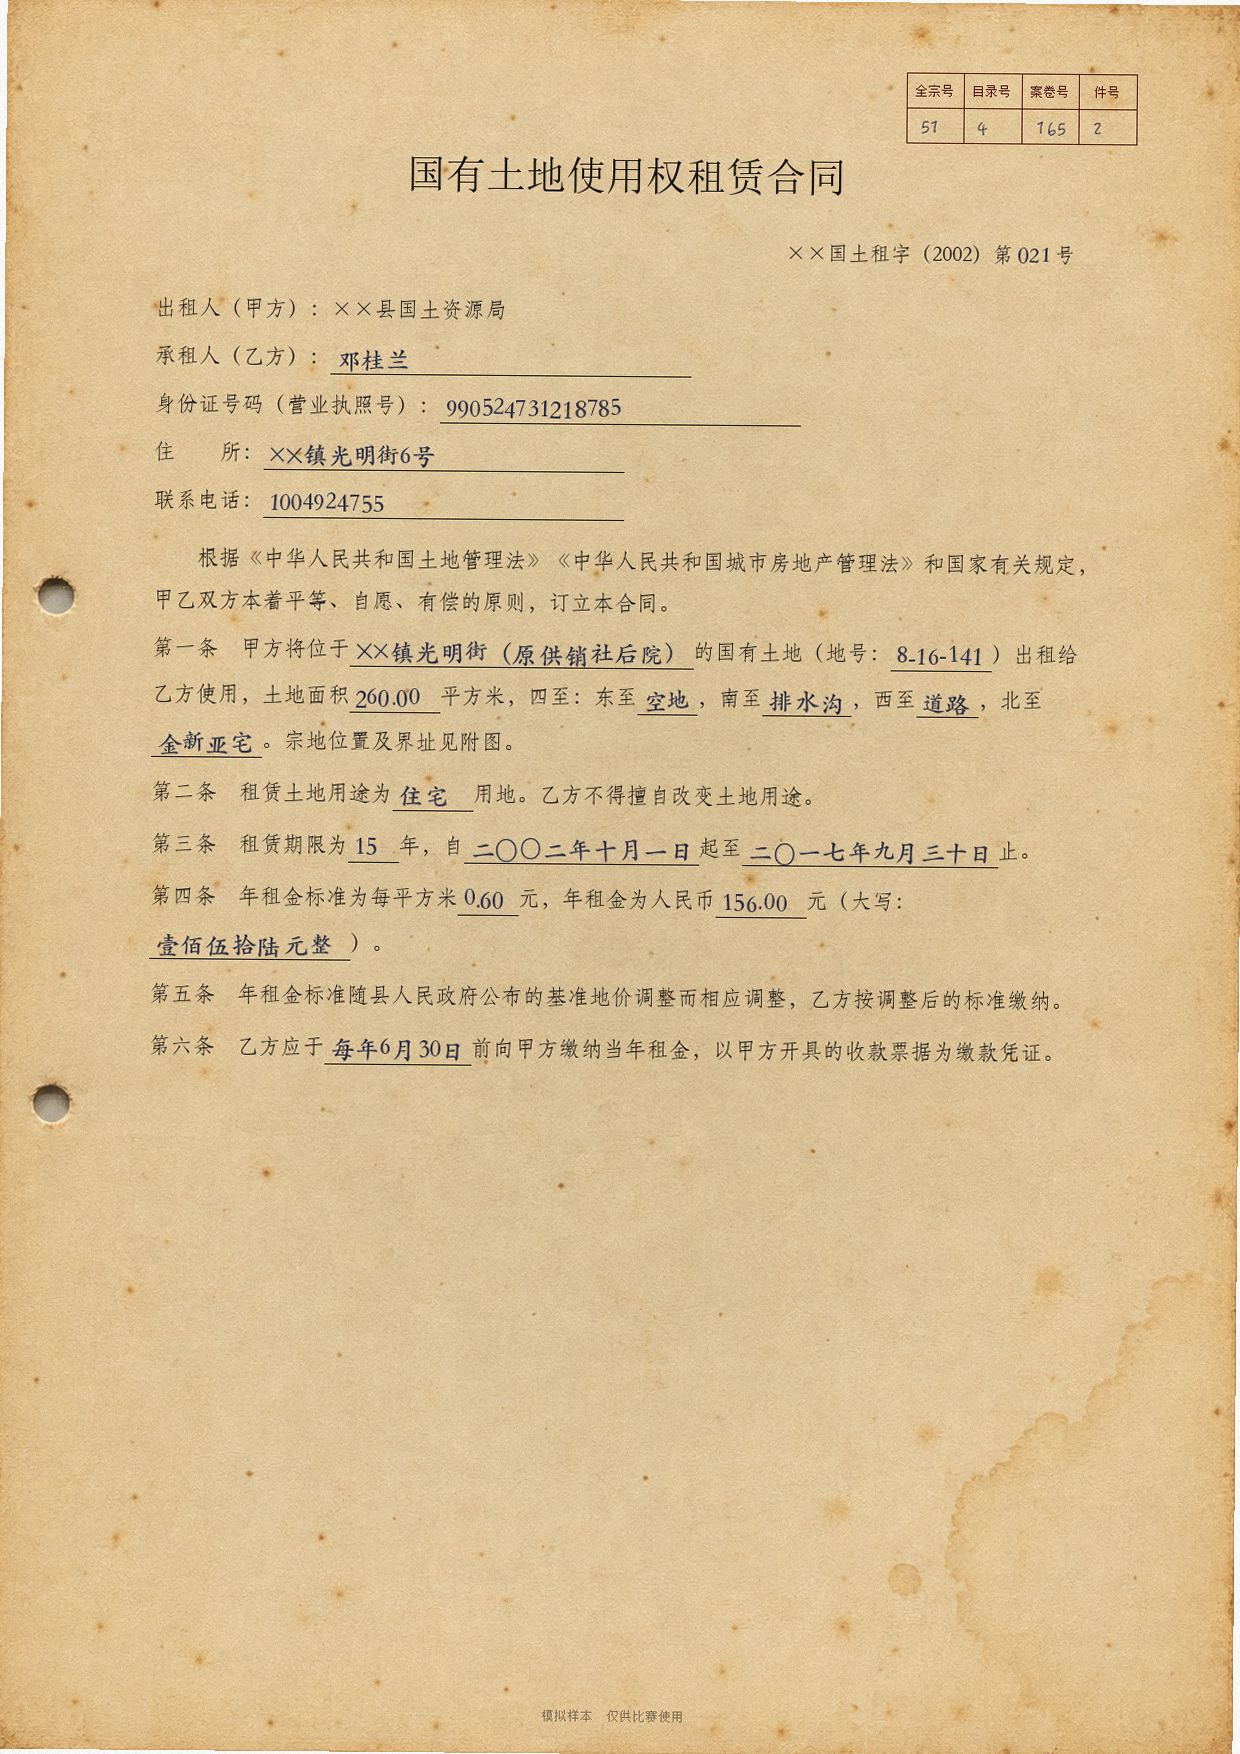 全宗号 目录号 案卷号 件号
51 4 165 2
国有土地使用权租赁合同
××国土租字（2002）第021号
出租人（甲方）：××县国土资源局
承租人（乙方）：邓桂兰
身份证号码（营业执照号）：990524731218785
住　　所：××镇光明街6号
联系电话：1004924755
根据《中华人民共和国土地管理法》《中华人民共和国城市房地产管理法》和国家有关规定，
甲乙双方本着平等、自愿、有偿的原则，订立本合同。
第一条　甲方将位于××镇光明街（原供销社后院）的国有土地（地号：8-16-141）出租给
乙方使用，土地面积260.00平方米，四至：东至空地，南至排水沟，西至道路，北至
金新亚宅。宗地位置及界址见附图。
第二条　租赁土地用途为住宅用地。乙方不得擅自改变土地用途。
第三条　租赁期限为15年，自二〇〇二年十月一日起至二〇一七年九月三十日止。
第四条　年租金标准为每平方米0.60元，年租金为人民币156.00元（大写：
壹佰伍拾陆元整）。
第五条　年租金标准随县人民政府公布的基准地价调整而相应调整，乙方按调整后的标准缴纳。
第六条　乙方应于每年6月30日前向甲方缴纳当年租金，以甲方开具的收款票据为缴款凭证。
模拟样本　仅供比赛使用